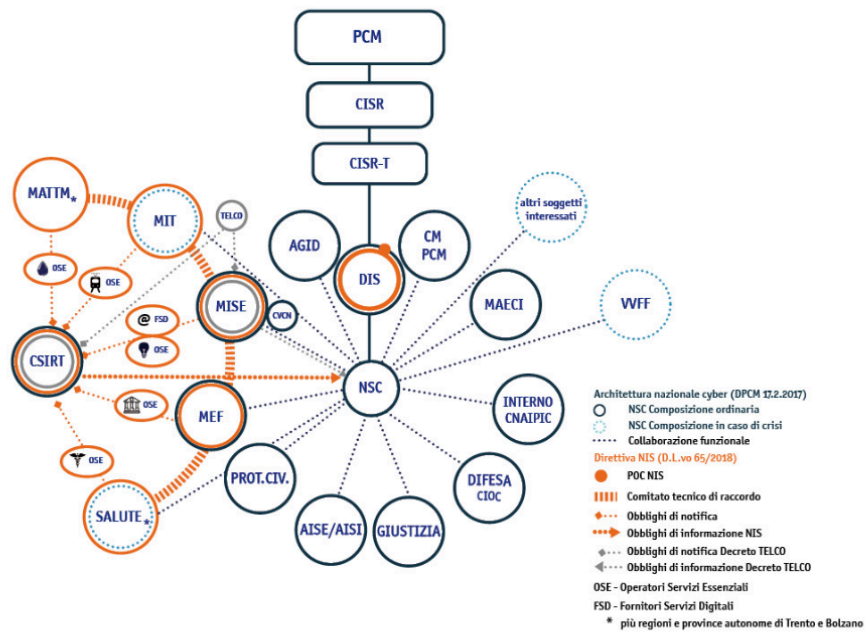 PCM
CISR
CISR-T
MATTM*
MIT
TELCO
AGID
CM
PCM
altri soggetti
interessati
OSE
OSE
DIS
MISE
CVCN
MAECI
VVFF
@ FSD
OSE
CSIRT
NSC
OSE
MEF
INTERNO
CNAIPIC
OSE
PROT.CIV.
DIFESA
CIOC
SALUTE*
AISE/AISI
GIUSTIZIA
Architettura nazionale cyber (DPCM 17.2.2017)
NSC Composizione ordinaria
NSC Composizione in caso di crisi
Collaborazione funzionale
Direttiva NIS (D.L.vo 65/2018)
POC NIS
Comitato tecnico di raccordo
Obblighi di notifica
Obblighi di informazione NIS
Obblighi di notifica Decreto TELCO
Obblighi di informazione Decreto TELCO
OSE - Operatori Servizi Essenziali
FSD - Fornitori Servizi Digitali
* più regioni e province autonome di Trento e Bolzano